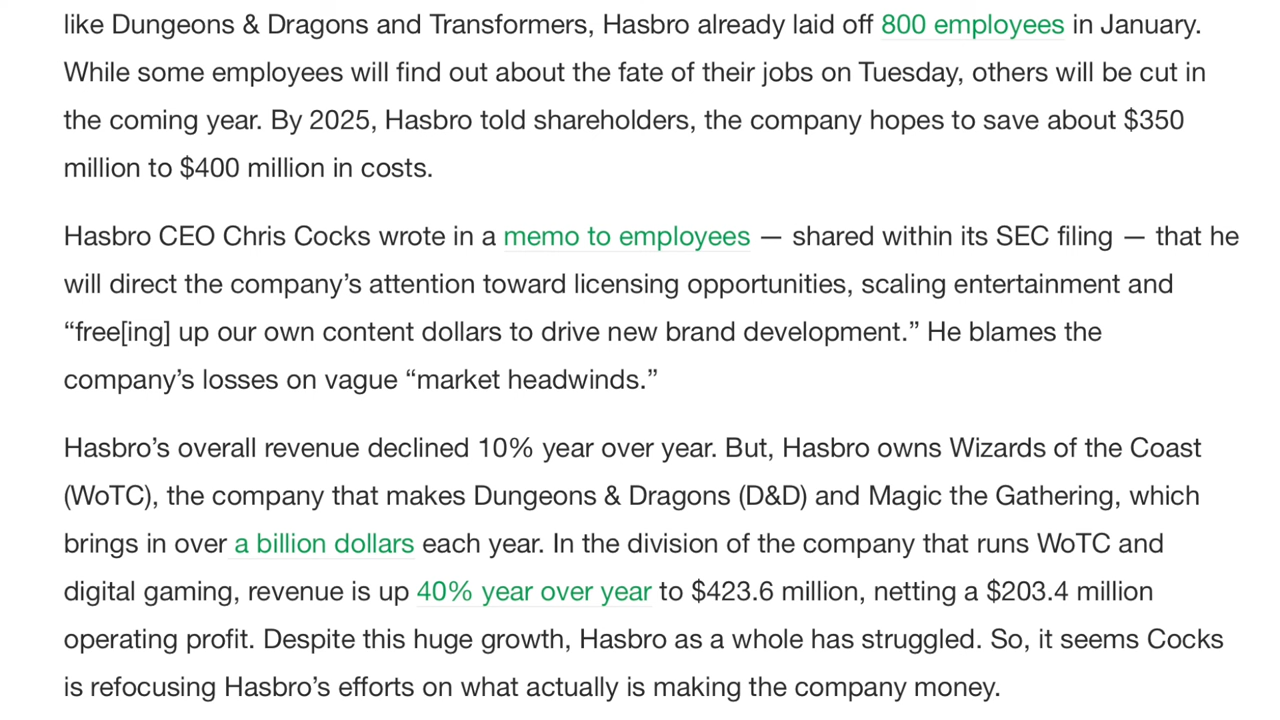 like Dungeons & Dragons and Transformers, Hasbro already laid off 800 employees in January.
While some employees will find out about the fate of their jobs on Tuesday, others will be cut in
the coming year. By 2025, Hasbro told shareholders, the company hopes to save about $350
million to $400 million in costs.
Hasbro CEO Chris Cocks wrote in a memo to employees — shared within its SEC filing — that he
will direct the company’s attention toward licensing opportunities, scaling entertainment and
“free[ing] up our own content dollars to drive new brand development.” He blames the
company’s losses on vague “market headwinds.”
Hasbro’s overall revenue declined 10% year over year. But, Hasbro owns Wizards of the Coast
(WoTC), the company that makes Dungeons & Dragons (D&D) and Magic the Gathering, which
brings in over a billion dollars each year. In the division of the company that runs WoTC and
digital gaming, revenue is up 40% year over year to $423.6 million, netting a $203.4 million
operating profit. Despite this huge growth, Hasbro as a whole has struggled. So, it seems Cocks
is refocusing Hasbro’s efforts on what actually is making the company money.